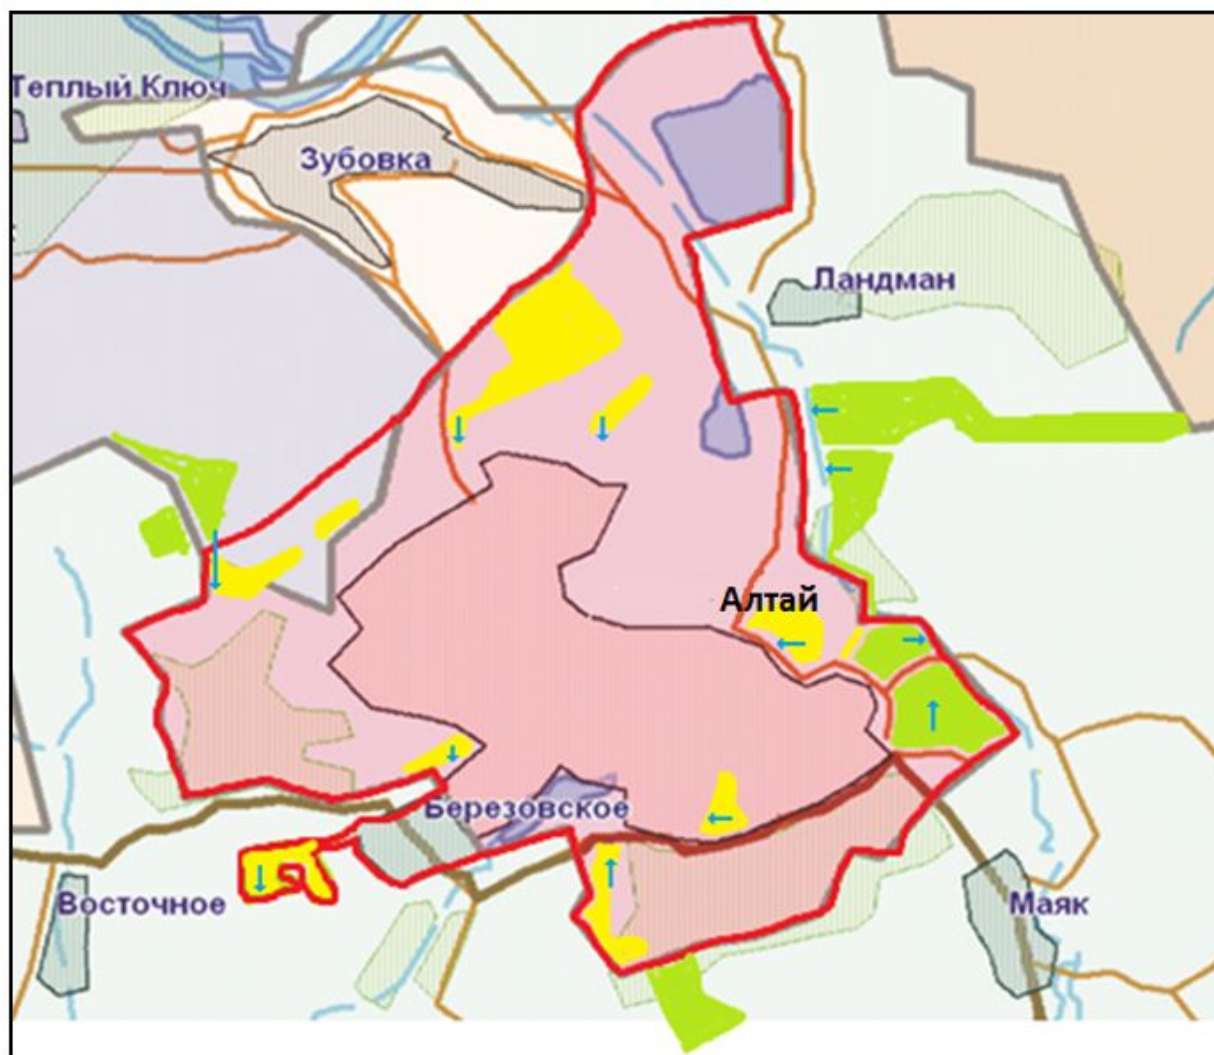 Теплый Ключ
Зубовка
Ландман
Алтай
Березовское
Восточное
Маяк